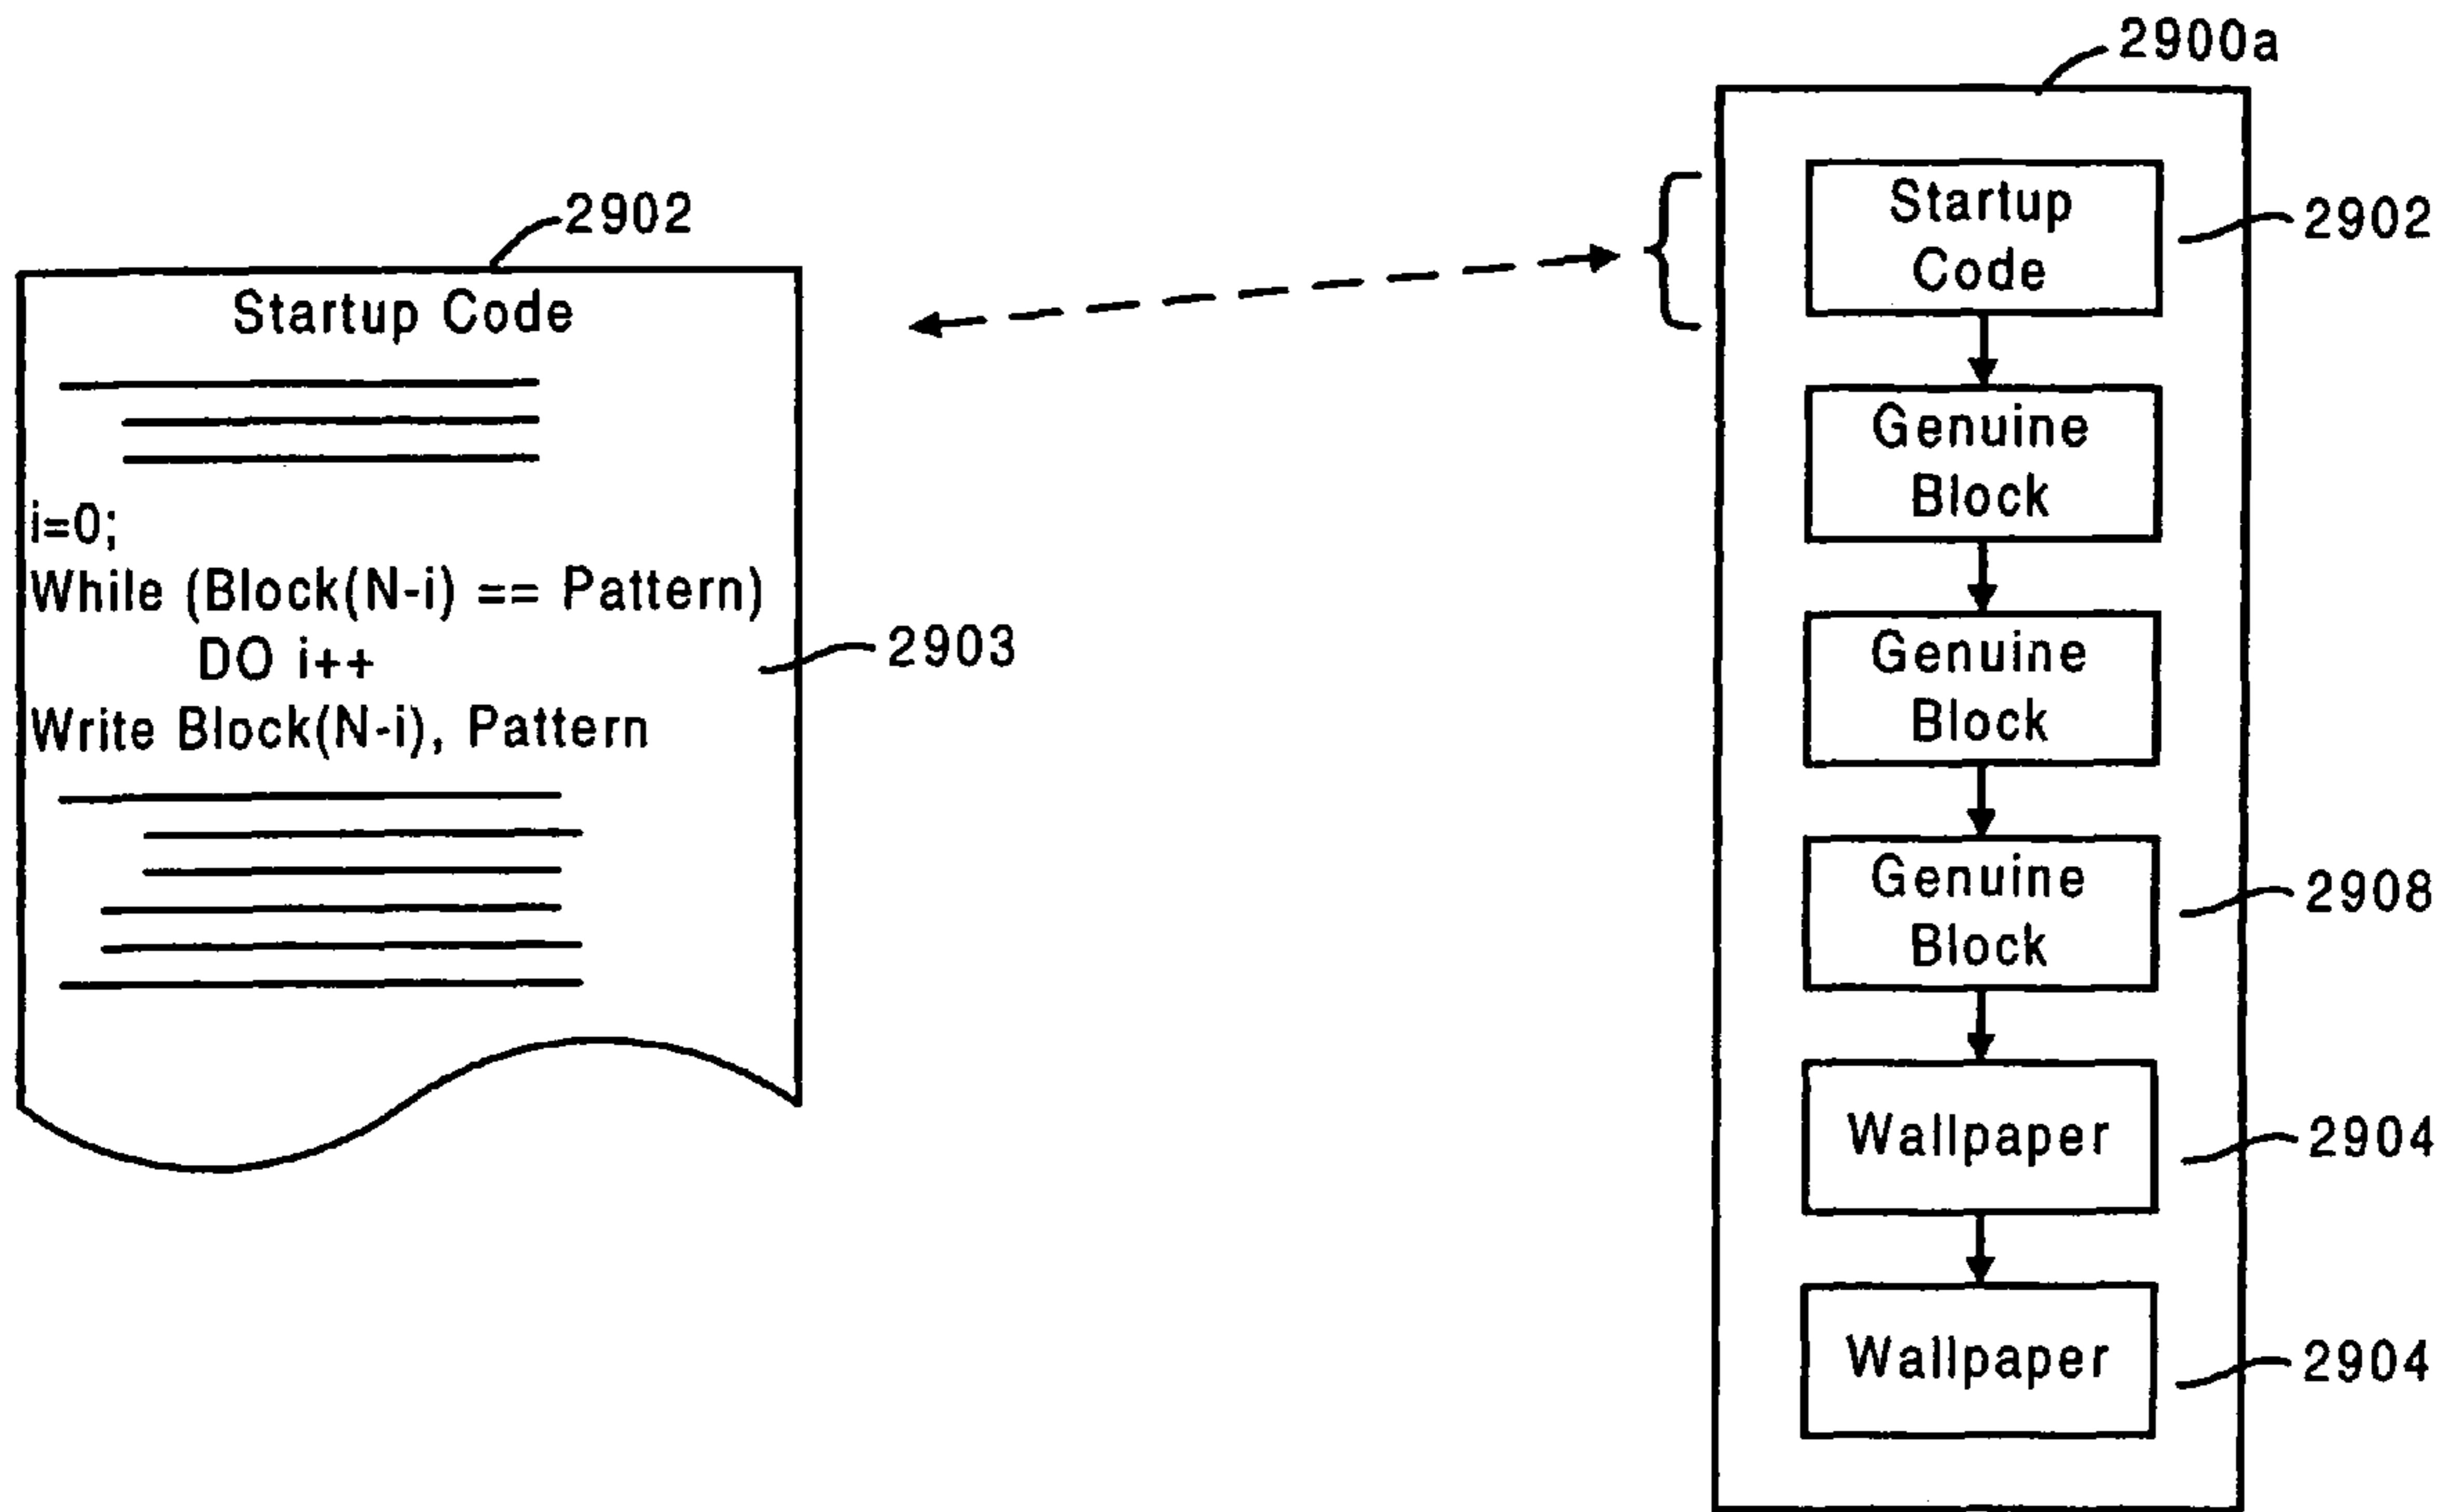 2900a
2902
Startup Code
i=0;
While (Block(N-i) == Pattern)
DO i++
Write Block(N-i), Pattern
2903
Startup
Code
2902
Genuine
Block
Genuine
Block
Genuine
Block
2908
Wallpaper
2904
Wallpaper
2904